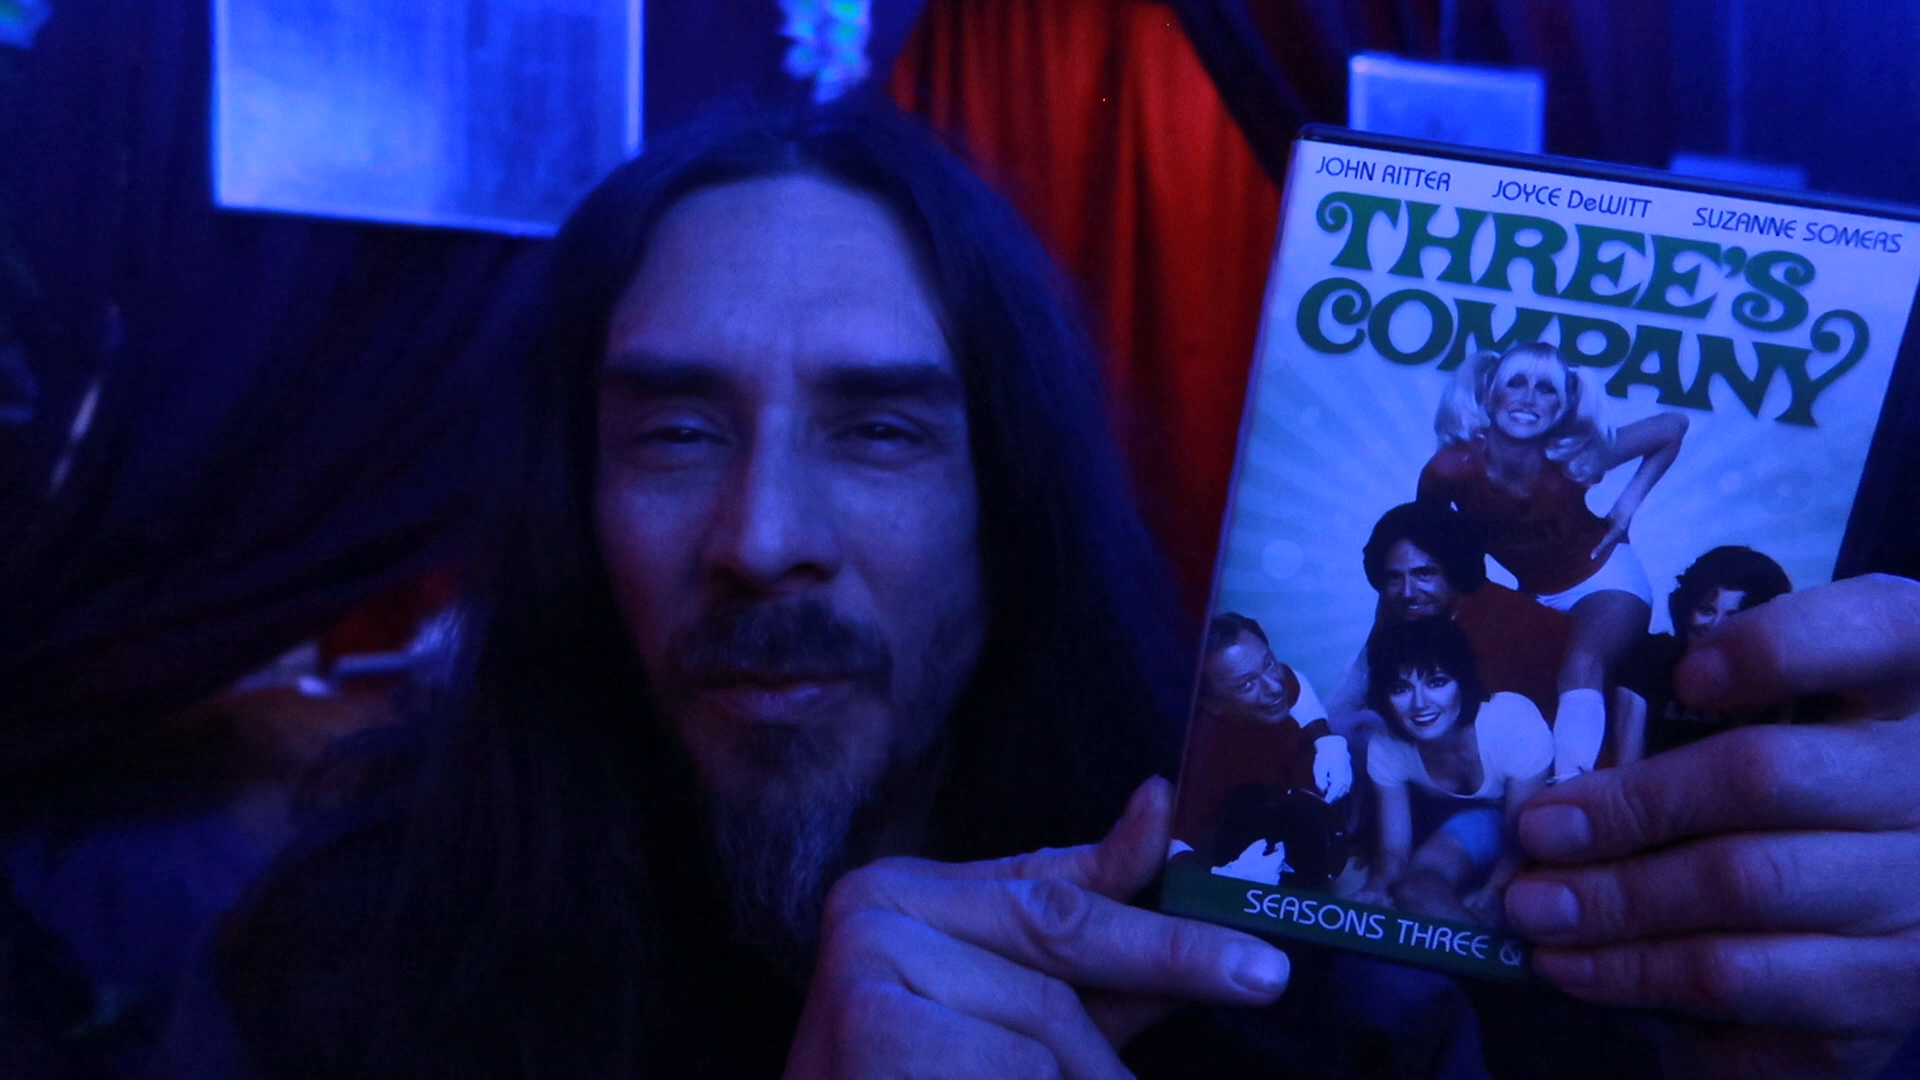 JOHN RITTER JOYCE DeWITT SUZANNE SOMERS
THREE'S
COMPANY
SEASONS THREE &